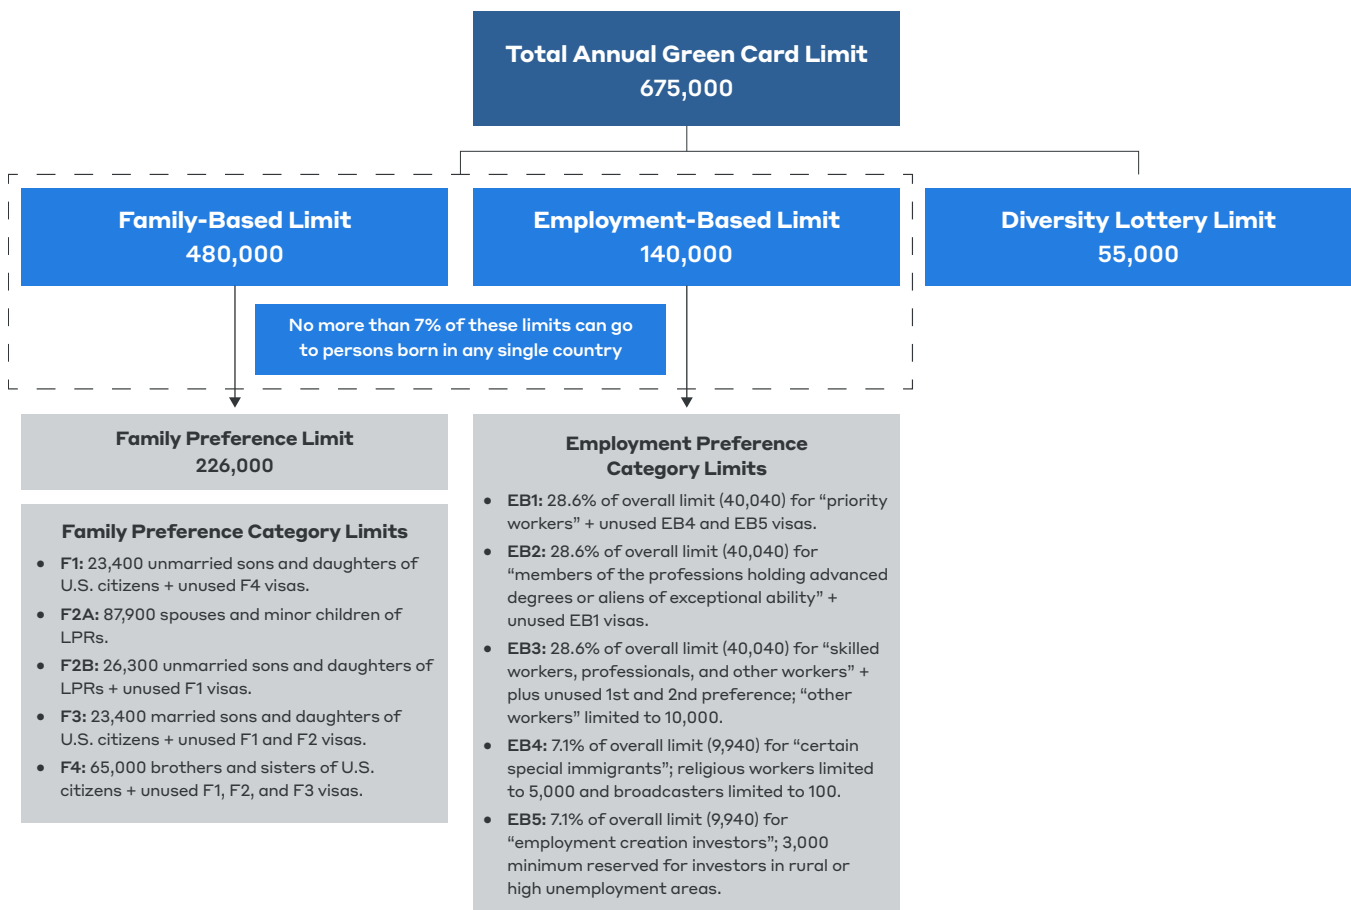 Total Annual Green Card Limit
675,000
Family-Based Limit
480,000
Employment-Based Limit
140,000
Diversity Lottery Limit
55,000
No more than 7% of these limits can go
to persons born in any single country
Family Preference Limit
226,000
Family Preference Category Limits
● F1: 23,400 unmarried sons and daughters of
U.S. citizens + unused F4 visas.
● F2A: 87,900 spouses and minor children of
LPRs.
● F2B: 26,300 unmarried sons and daughters of
LPRs + unused F1 visas.
● F3: 23,400 married sons and daughters of
U.S. citizens + unused F1 and F2 visas.
● F4: 65,000 brothers and sisters of U.S.
citizens + unused F1, F2, and F3 visas.
Employment Preference
Category Limits
● EB1: 28.6% of overall limit (40,040) for “priority
workers” + unused EB4 and EB5 visas.
● EB2: 28.6% of overall limit (40,040) for
“members of the professions holding advanced
degrees or aliens of exceptional ability” +
unused EB1 visas.
● EB3: 28.6% of overall limit (40,040) for “skilled
workers, professionals, and other workers” +
plus unused 1st and 2nd preference; “other
workers” limited to 10,000.
● EB4: 7.1% of overall limit (9,940) for “certain
special immigrants”; religious workers limited
to 5,000 and broadcasters limited to 100.
● EB5: 7.1% of overall limit (9,940) for
“employment creation investors”; 3,000
minimum reserved for investors in rural or
high unemployment areas.